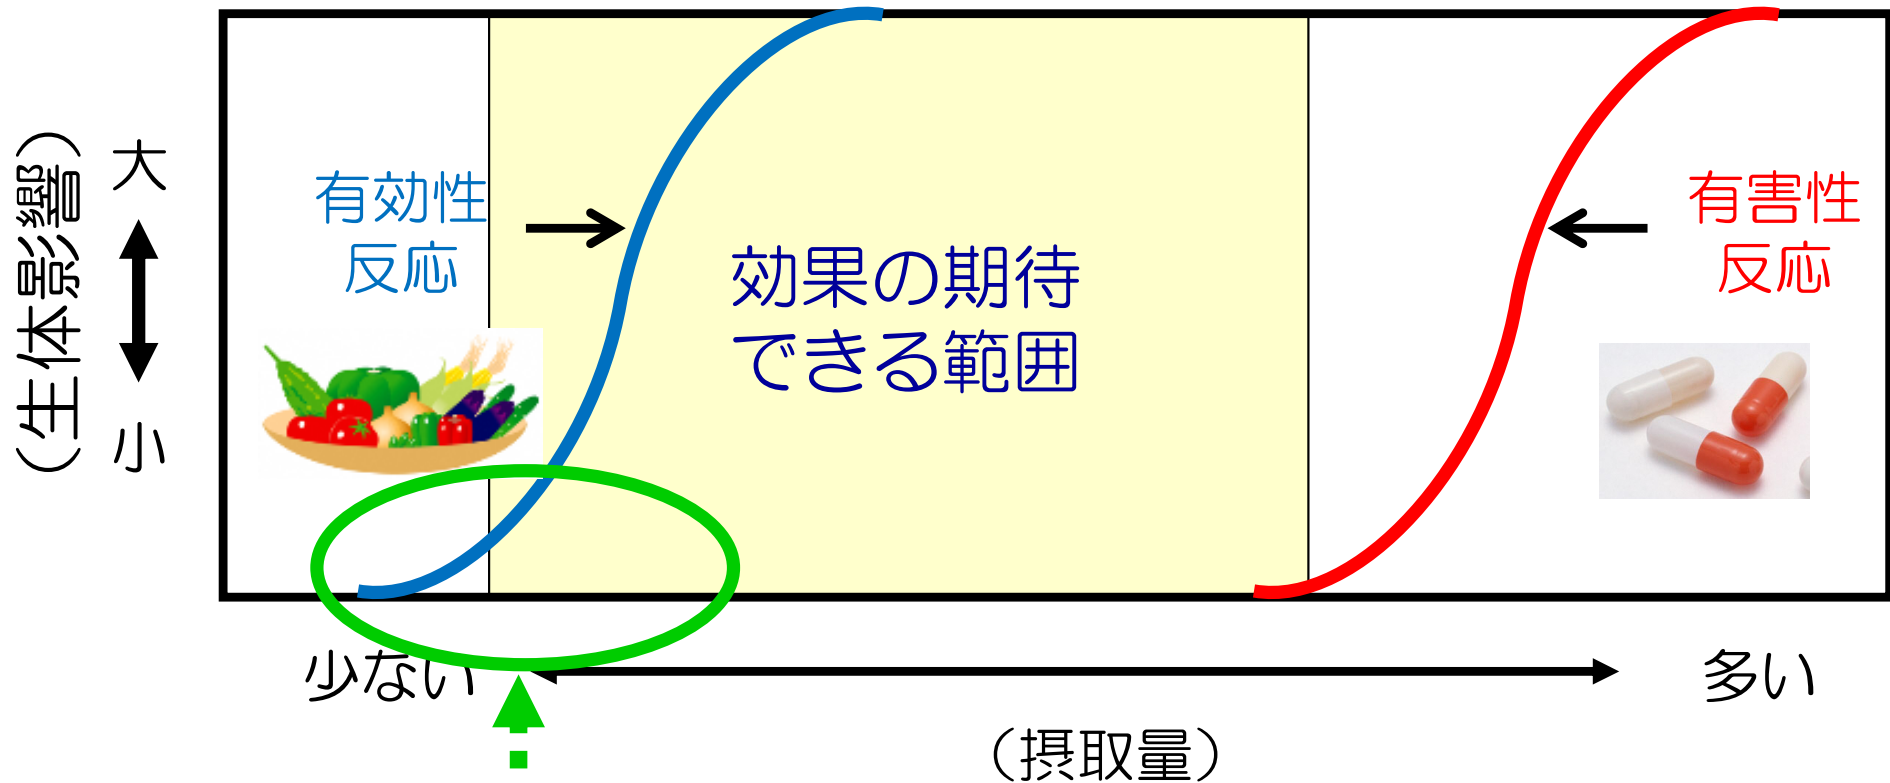 (生体影響)
大
小
有効性
反応
効果の期待
できる範囲
有害性
反応
少ない
多い
(摂取量)